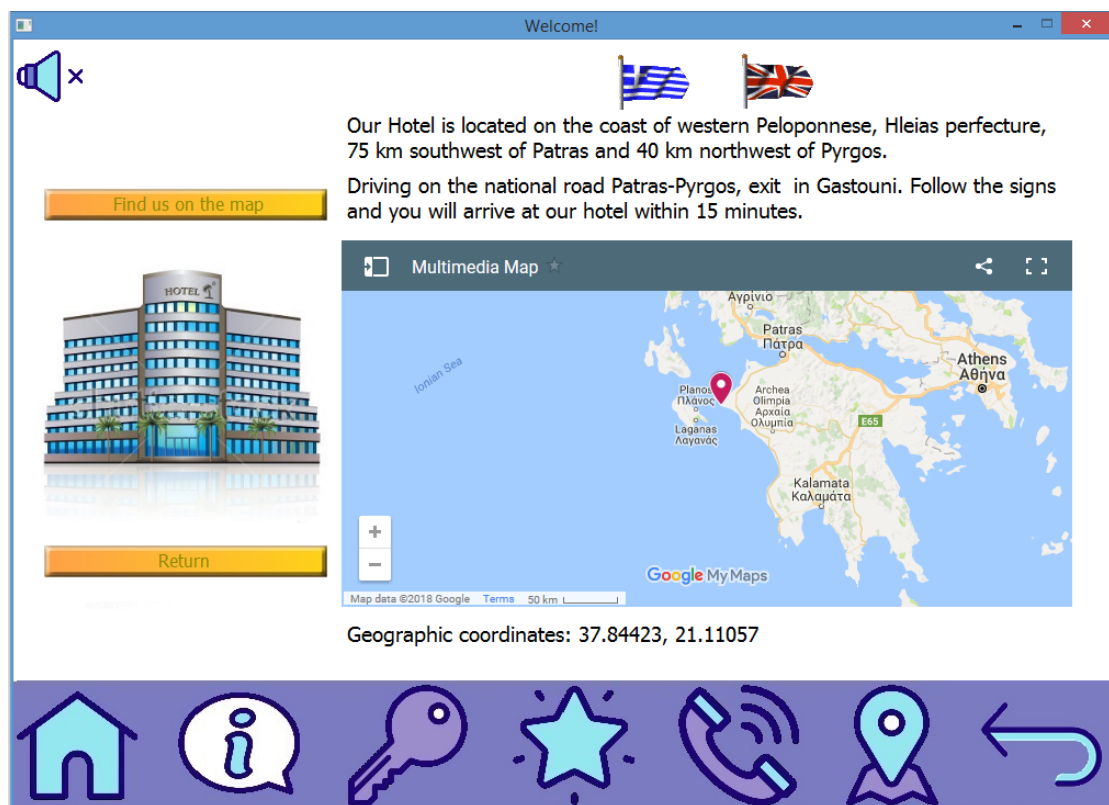 Welcome!
Our Hotel is located on the coast of western Peloponnese, Hleias perfecture,
75 km southwest of Patras and 40 km northwest of Pyrgos.
Driving on the national road Patras-Pyrgos, exit in Gastouni. Follow the signs
and you will arrive at our hotel within 15 minutes.
Find us on the map
HOTEL
Return
Multimedia Map
Αγρίνιο
Patras
Πάτρα
Athens
Αθήνα
Ionian Sea
Planos
Πλάνος
Archea
Olimpia
Αρχαία
Ολυμπία
Laganas
Λαγανάς
E65
Kalamata
Καλαμάτα
+
−
Google My Maps
Map data ©2018 Google Terms 50 km
Geographic coordinates: 37.84423, 21.11057